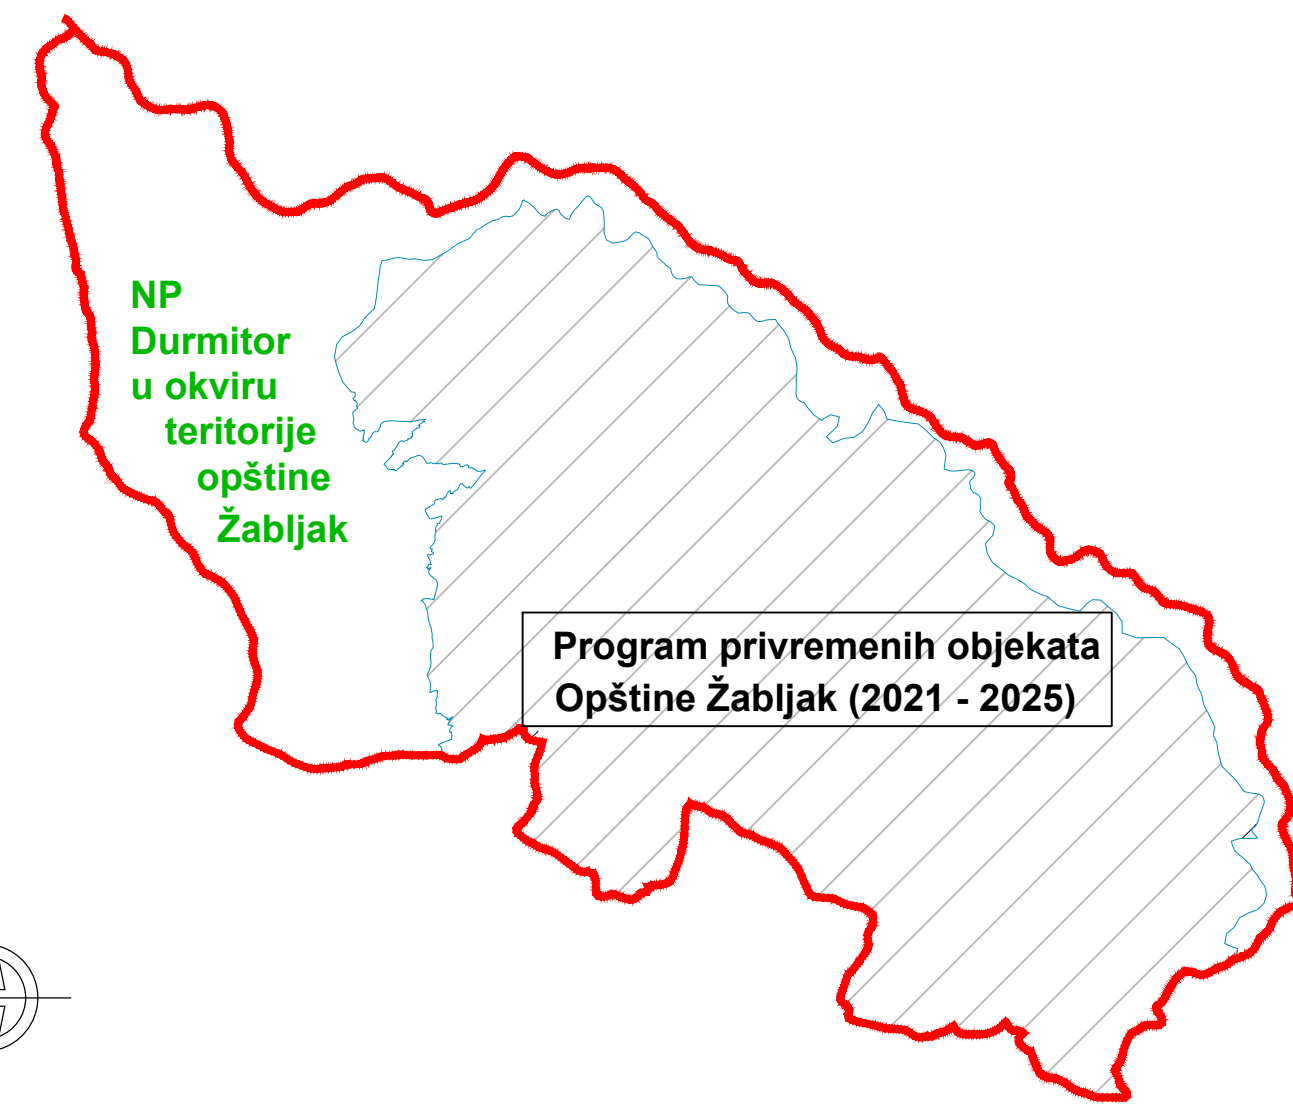 NP
Durmitor
u okviru
teritorije
opštine
Žabljak
Program privremenih objekata
Opštine Žabljak (2021 - 2025)